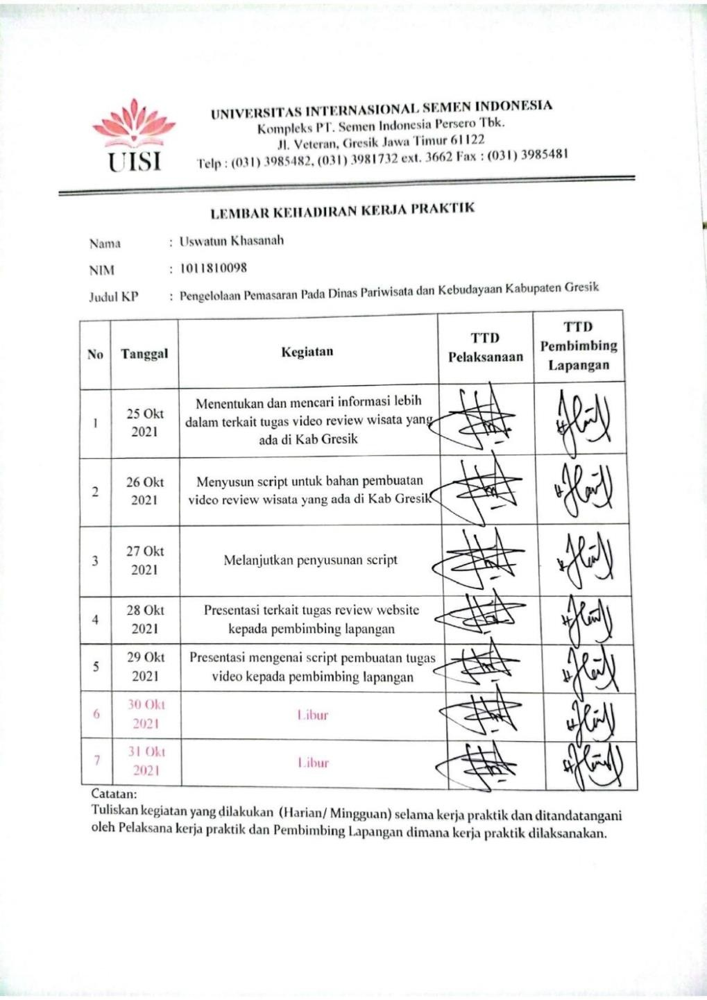 UNIVERSITAS INTERNASIONAL SEMEN INDONESIA
Kompleks PT. Semen Indonesia Persero Tbk.
Jl. Veteran, Gresik Jawa Timur 61122
Telp : (031) 3985482, (031) 3981732 ext. 3662 Fax : (031) 3985481
UISI
LEMBAR KEHADIRAN KERJA PRAKTIK
Nama : Uswatun Khasanah
NIM : 1011810098
Judul KP : Pengelolaan Pemasaran Pada Dinas Pariwisata dan Kebudayaan Kabupaten Gresik
No Tanggal Kegiatan TTD Pelaksanaan TTD Pembimbing Lapangan
1 25 Okt 2021 Menentukan dan mencari informasi lebih
dalam terkait tugas video review wisata yang
ada di Kab Gresik
2 26 Okt 2021 Menyusun script untuk bahan pembuatan
video review wisata yang ada di Kab Gresik
3 27 Okt 2021 Melanjutkan penyusunan script
4 28 Okt 2021 Presentasi terkait tugas review website
kepada pembimbing lapangan
5 29 Okt 2021 Presentasi mengenai script pembuatan tugas
video kepada pembimbing lapangan
6 30 Okt 2021 Libur
7 31 Okt 2021 Libur
Catatan:
Tuliskan kegiatan yang dilakukan (Harian/ Mingguan) selama kerja praktik dan ditandatangani
oleh Pelaksana kerja praktik dan Pembimbing Lapangan dimana kerja praktik dilaksanakan.